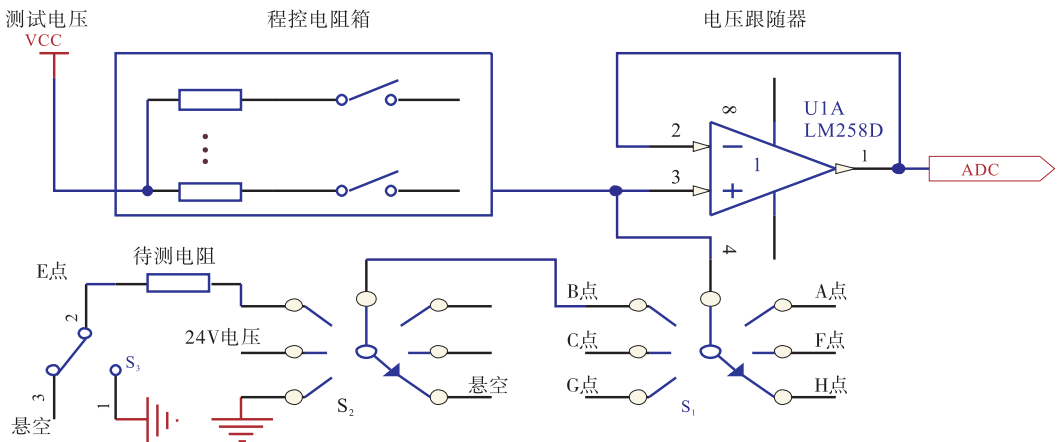 测试电压
程控电阻箱
电压跟随器
VCC
8
U1A
LM258D
2
1
1
3
ADC
4
E点
待测电阻
B点
A点
2
24V电压
C点
F点
S3
G点
悬空
H点
S2
S1
3
1
悬空